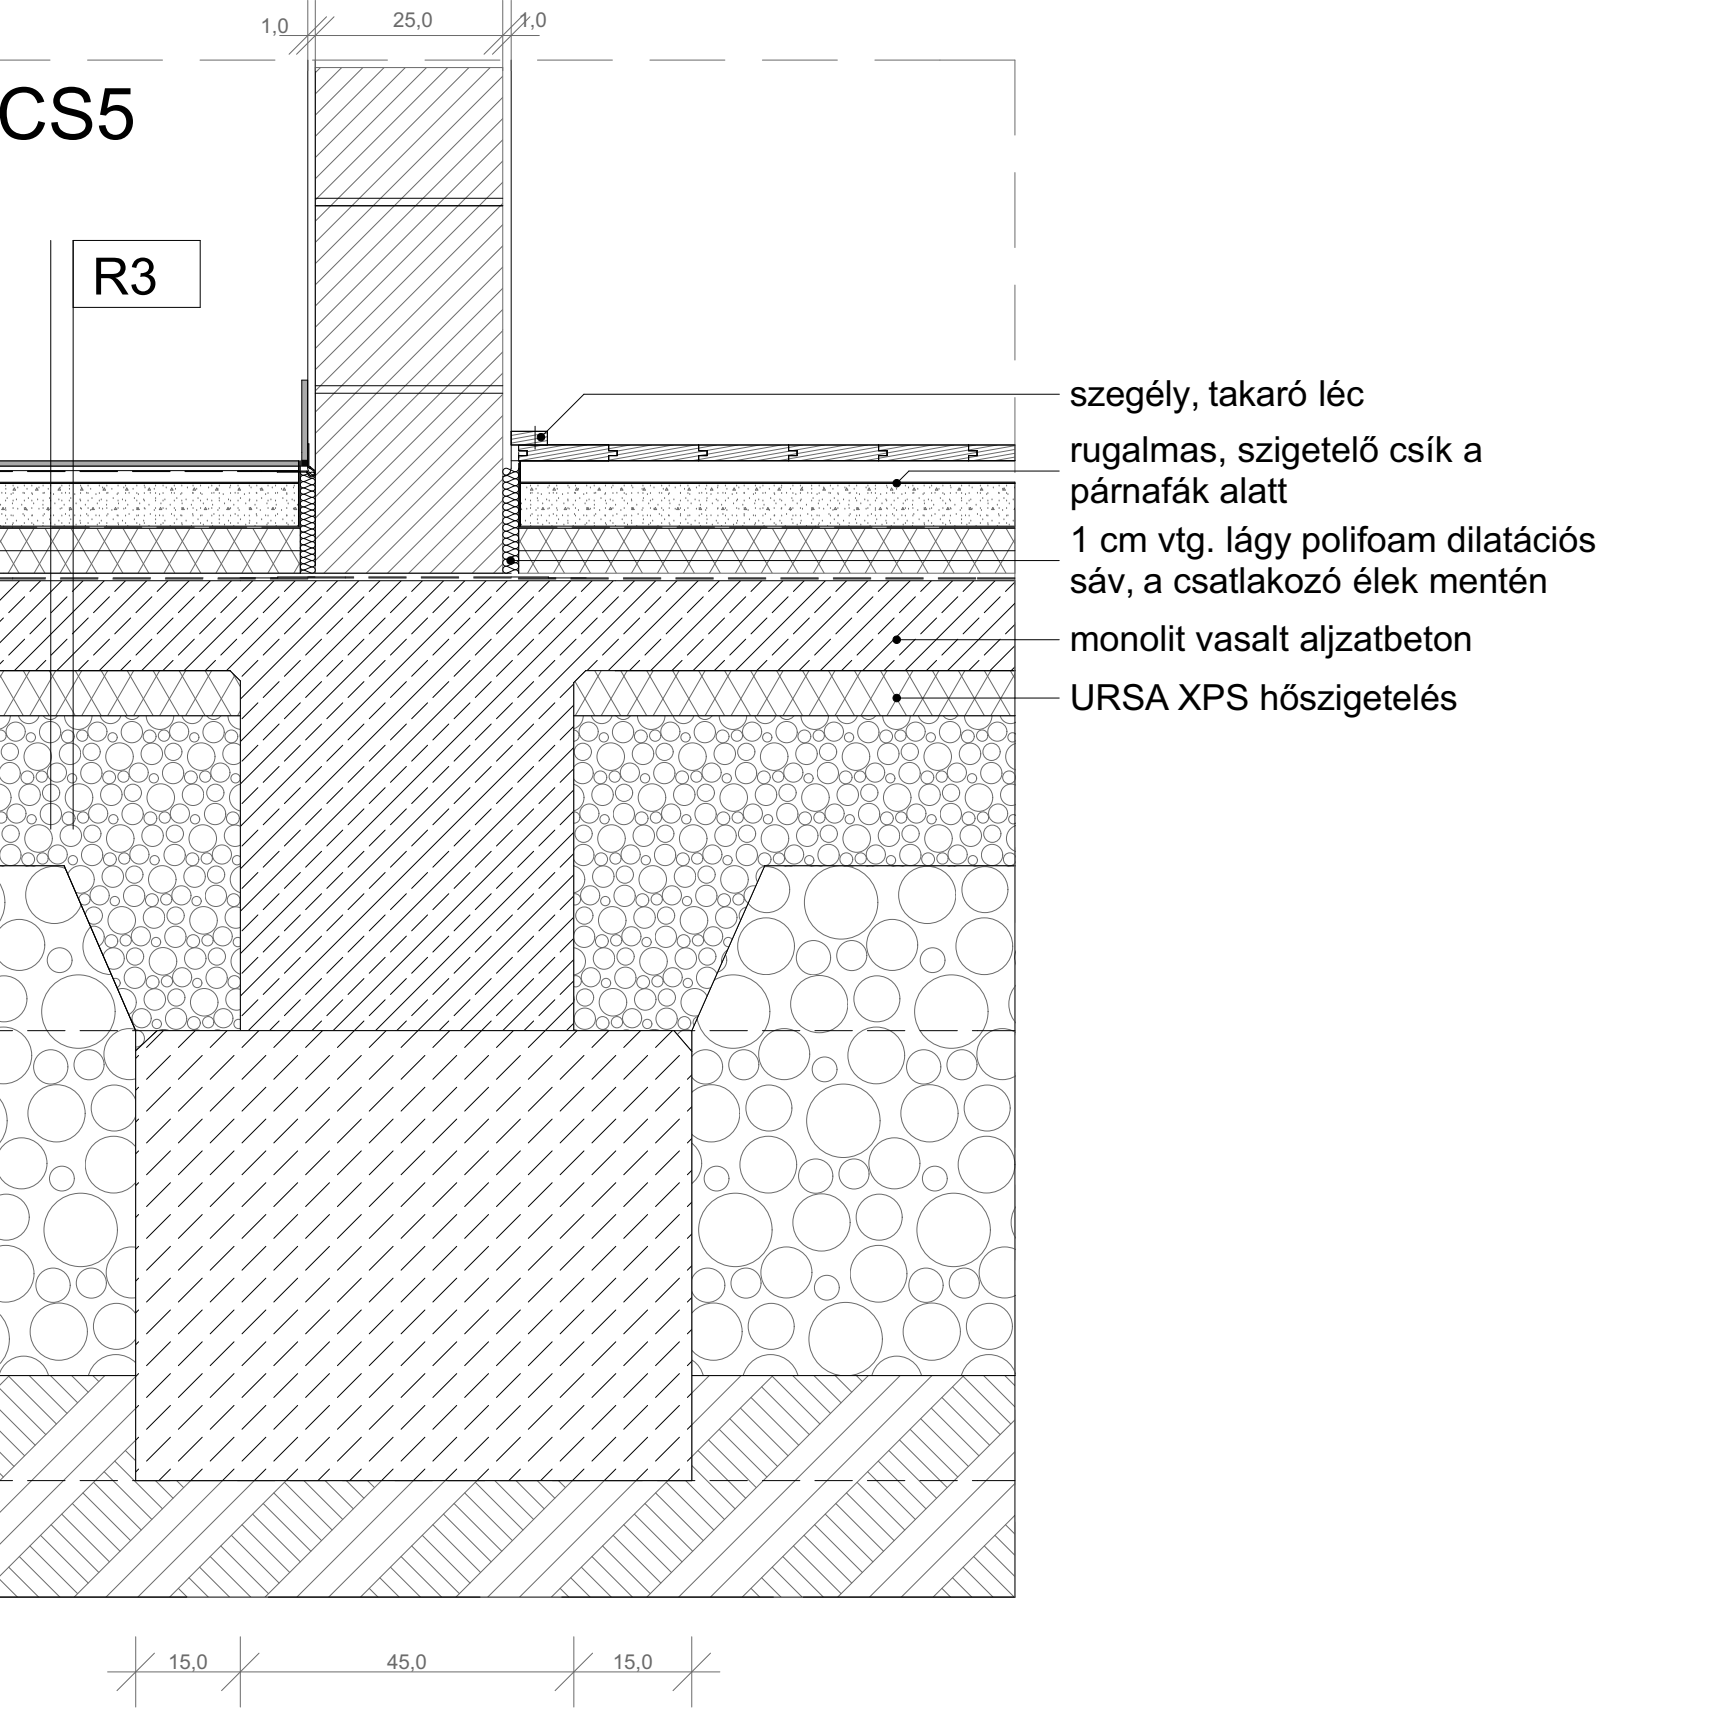 1,0
25,0
1,0
CS5
R3
szegély, takaró léc
rugalmas, szigetelő csík a
párnafák alatt
1 cm vtg. lágy polifoam dilatációs
sáv, a csatlakozó élek mentén
monolit vasalt aljzatbeton
URSA XPS hőszigetelés
15,0
45,0
15,0